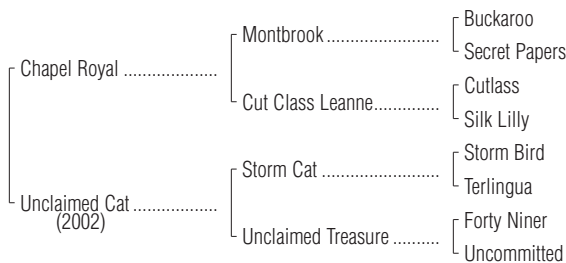 Buckaroo
Montbrook ........................
Secret Papers
Chapel Royal ....................
Cutlass
Cut Class Leanne..............
Silk Lilly
Storm Bird
Storm Cat .........................
Terlingua
Unclaimed Cat ..................
(2002)
Forty Niner
Unclaimed Treasure ..........
Uncommitted